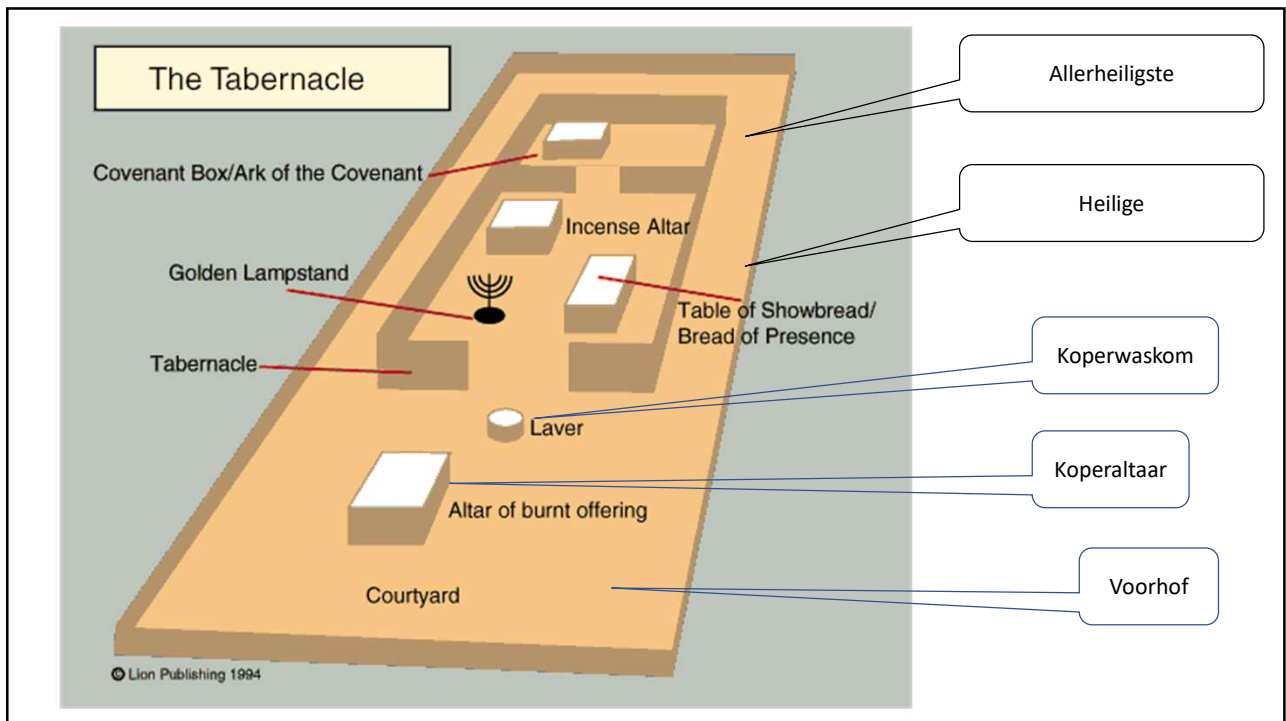 The Tabernacle
Allerheiligste
Covenant Box/Ark of the Covenant
Heilige
Incense Altar
Golden Lampstand
Table of Showbread/
Bread of Presence
Koperwaskom
Tabernacle
Laver
Koperaltaar
Altar of burnt offering
Voorhof
Courtyard
© Lion Publishing 1994